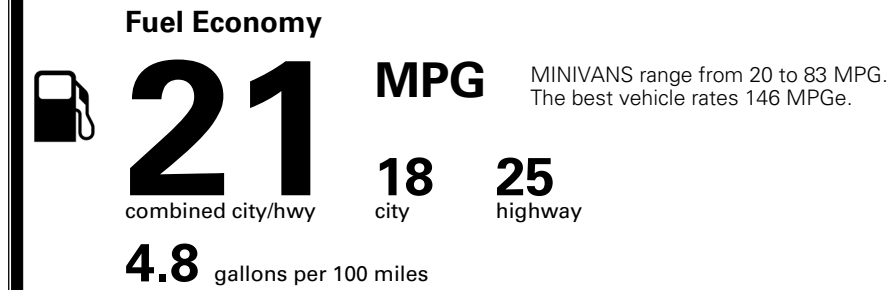 Fuel Economy
21 MPG
MINIVANS range from 20 to 83 MPG.
The best vehicle rates 146 MPGe.
18 25
combined city/hwy city highway
4.8 gallons per 100 miles